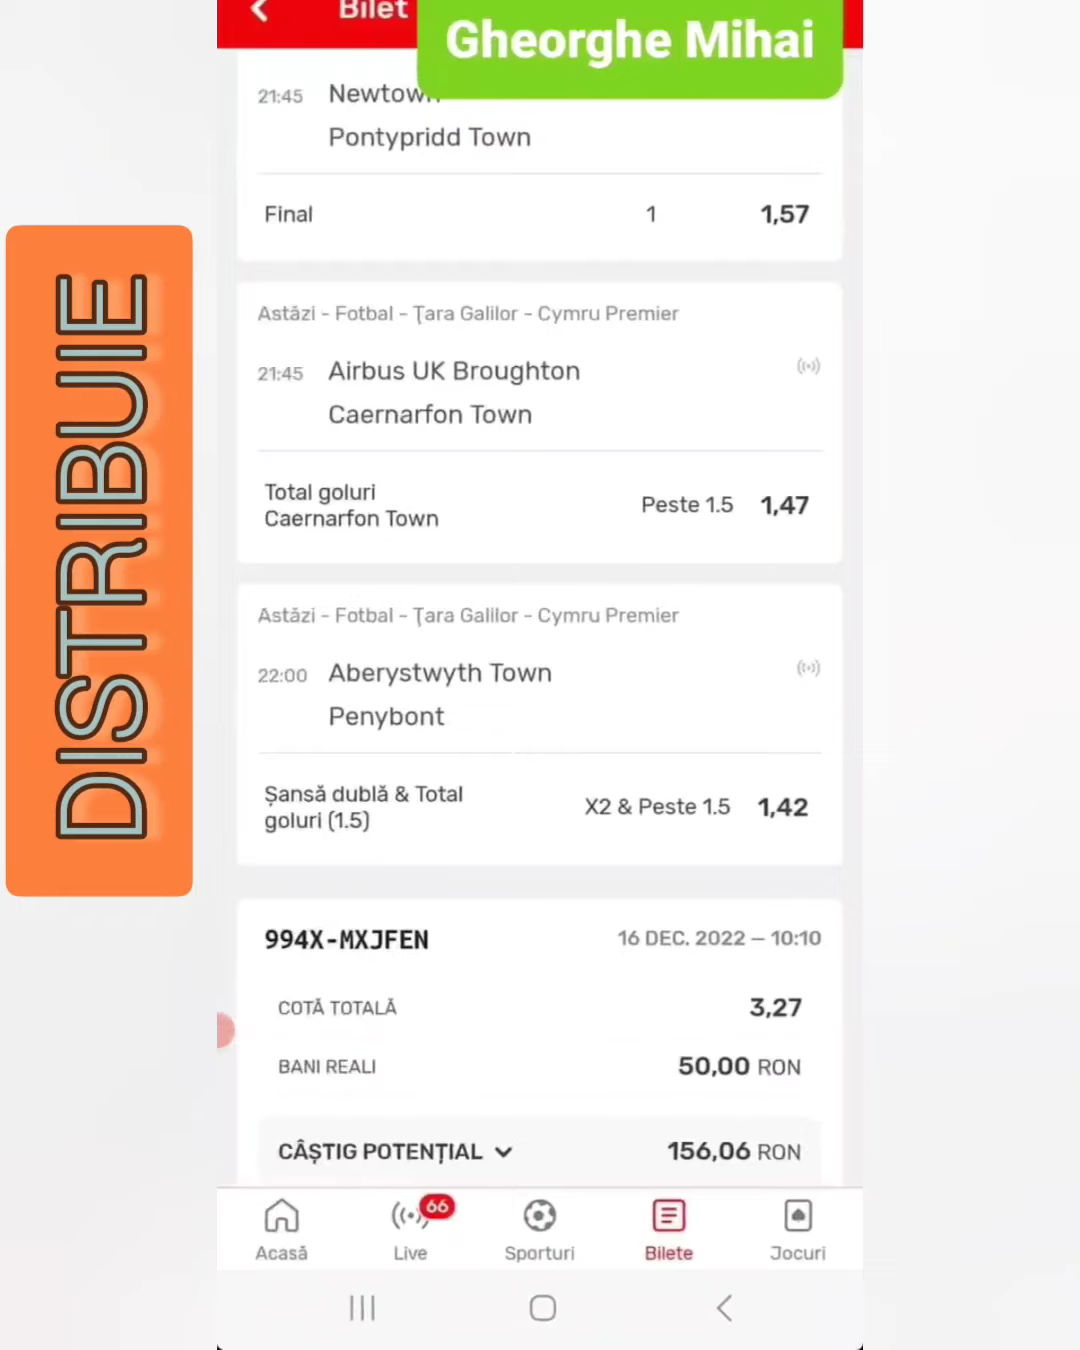 Bilet
Gheorghe Mihai
21:45 Newtown
Pontypridd Town
Final 1 1,57
DISTRIBUIE
Astăzi - Fotbal - Ţara Galilor - Cymru Premier
21:45 Airbus UK Broughton
Caernarfon Town
Total goluri
Caernarfon Town Peste 1.5 1,47
Astăzi - Fotbal - Ţara Galilor - Cymru Premier
22:00 Aberystwyth Town
Penybont
Șansă dublă & Total
goluri (1.5) X2 & Peste 1.5 1,42
994X-MXJFEN 16 DEC. 2022 – 10:10
COTĂ TOTALĂ 3,27
BANI REALI 50,00 RON
CÂȘTIG POTENȚIAL 156,06 RON
66
Acasă Live Sporturi Bilete Jocuri